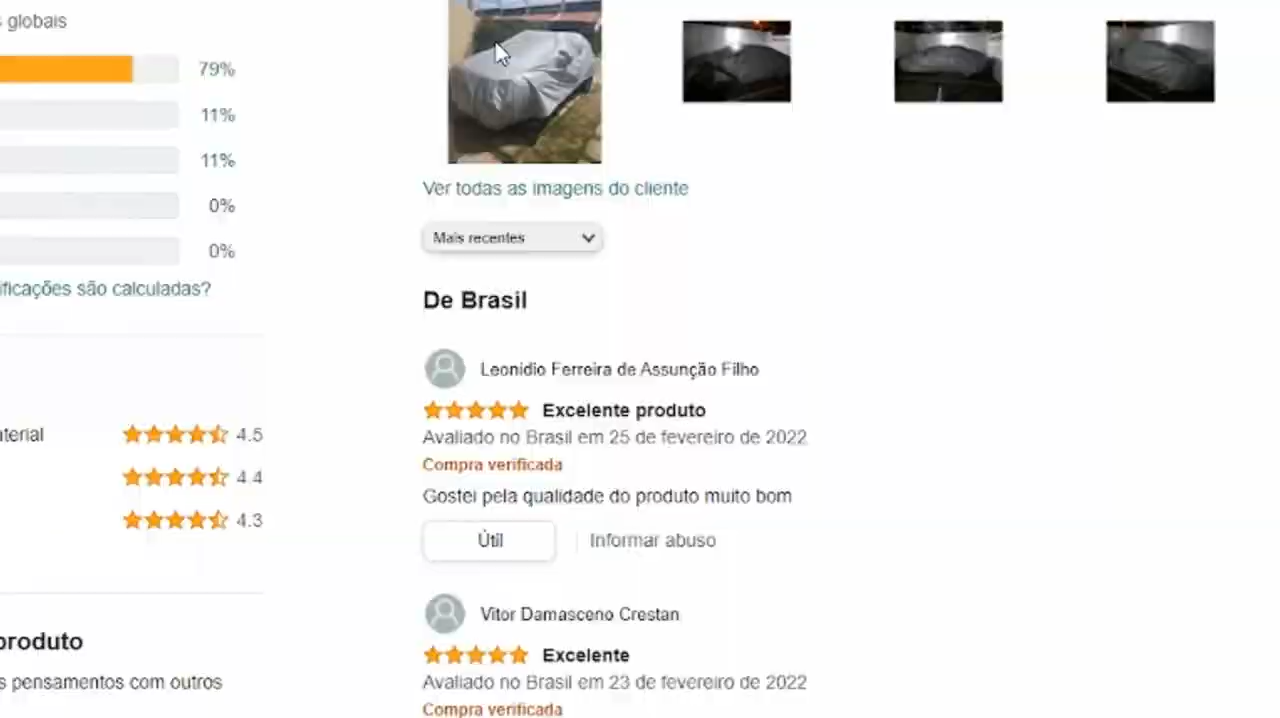 s globais
79%
11%
11%
0%
0%
ificações são calculadas?
aterial
4.5
4.4
4.3
produto
s pensamentos com outros
Ver todas as imagens do cliente
Mais recentes
De Brasil
Leonidio Ferreira de Assunção Filho
Excelente produto
Avaliado no Brasil em 25 de fevereiro de 2022
Compra verificada
Gostei pela qualidade do produto muito bom
Útil
Informar abuso
Vitor Damasceno Crestan
Excelente
Avaliado no Brasil em 23 de fevereiro de 2022
Compra verificada